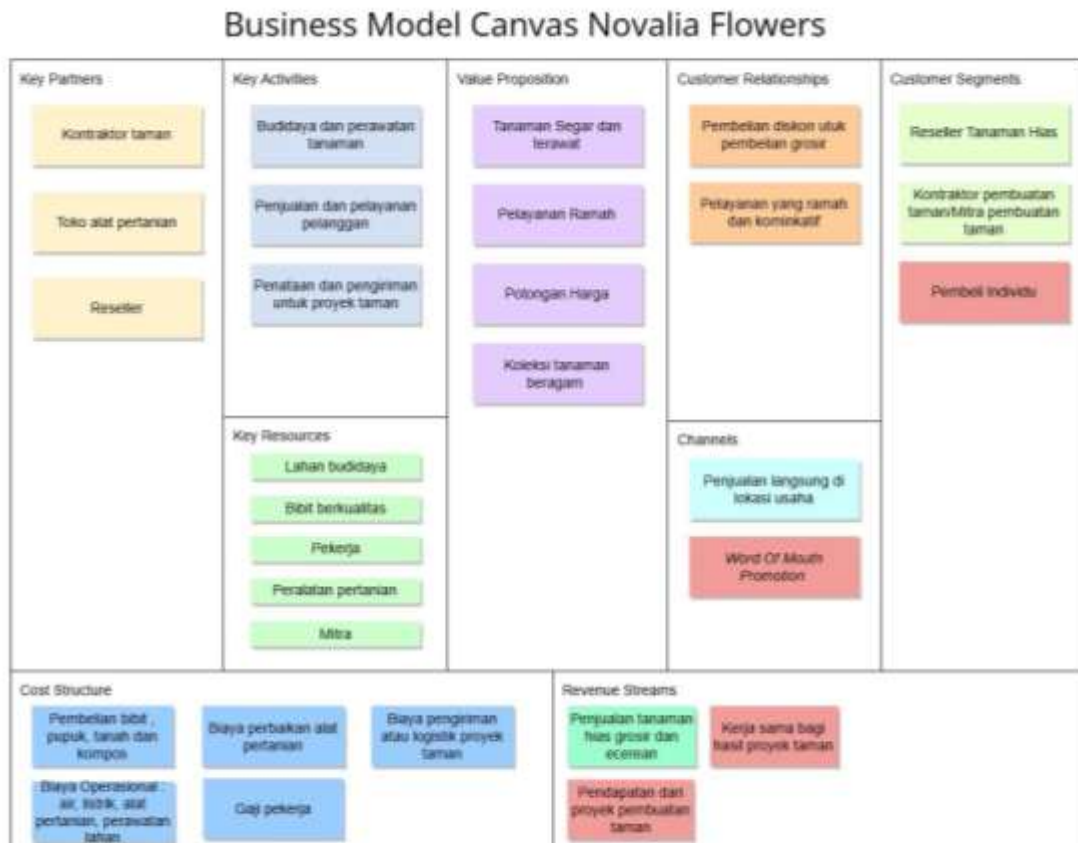 Business Model Canvas Novalia Flowers
Key Partners
Kontraktor taman
Toko alat pertanian
Reseller
Key Activities
Budidaya dan perawatan
tanaman
Penjualan dan pelayanan
pelanggan
Penataan dan pengiriman
untuk proyek taman
Key Resources
Lahan budidaya
Bibit berkualitas
Pekerja
Peralatan pertanian
Mitra
Value Proposition
Tanaman Segar dan
terawat
Pelayanan Ramah
Potongan Harga
Koleksi tanaman
beragam
Customer Relationships
Pembelian diskon utuk
pembelian grosir
Pelayanan yang ramah
dan kominkatif
Channels
Penjualan langsung di
lokasi usaha
Word Of Mouth
Promotion
Customer Segments
Reseller Tanaman Hias
Kontraktor pembuatan
taman/Mitra pembuatan
taman
Pembeli Individu
Cost Structure
Pembelian bibit ,
pupuk, tanah dan
kompos
Biaya perbaikan alat
pertanian
Biaya pengiriman
atau logistik proyek
taman
Biaya Operasional :
air, listrik, alat
pertanian, perawatan
lahan
Gaji pekerja
Revenue Streams
Penjualan tanaman
hias grosir dan
eceran
Kerja sama bagi
hasil proyek taman
Pendapatan dari
proyek pembuatan
taman